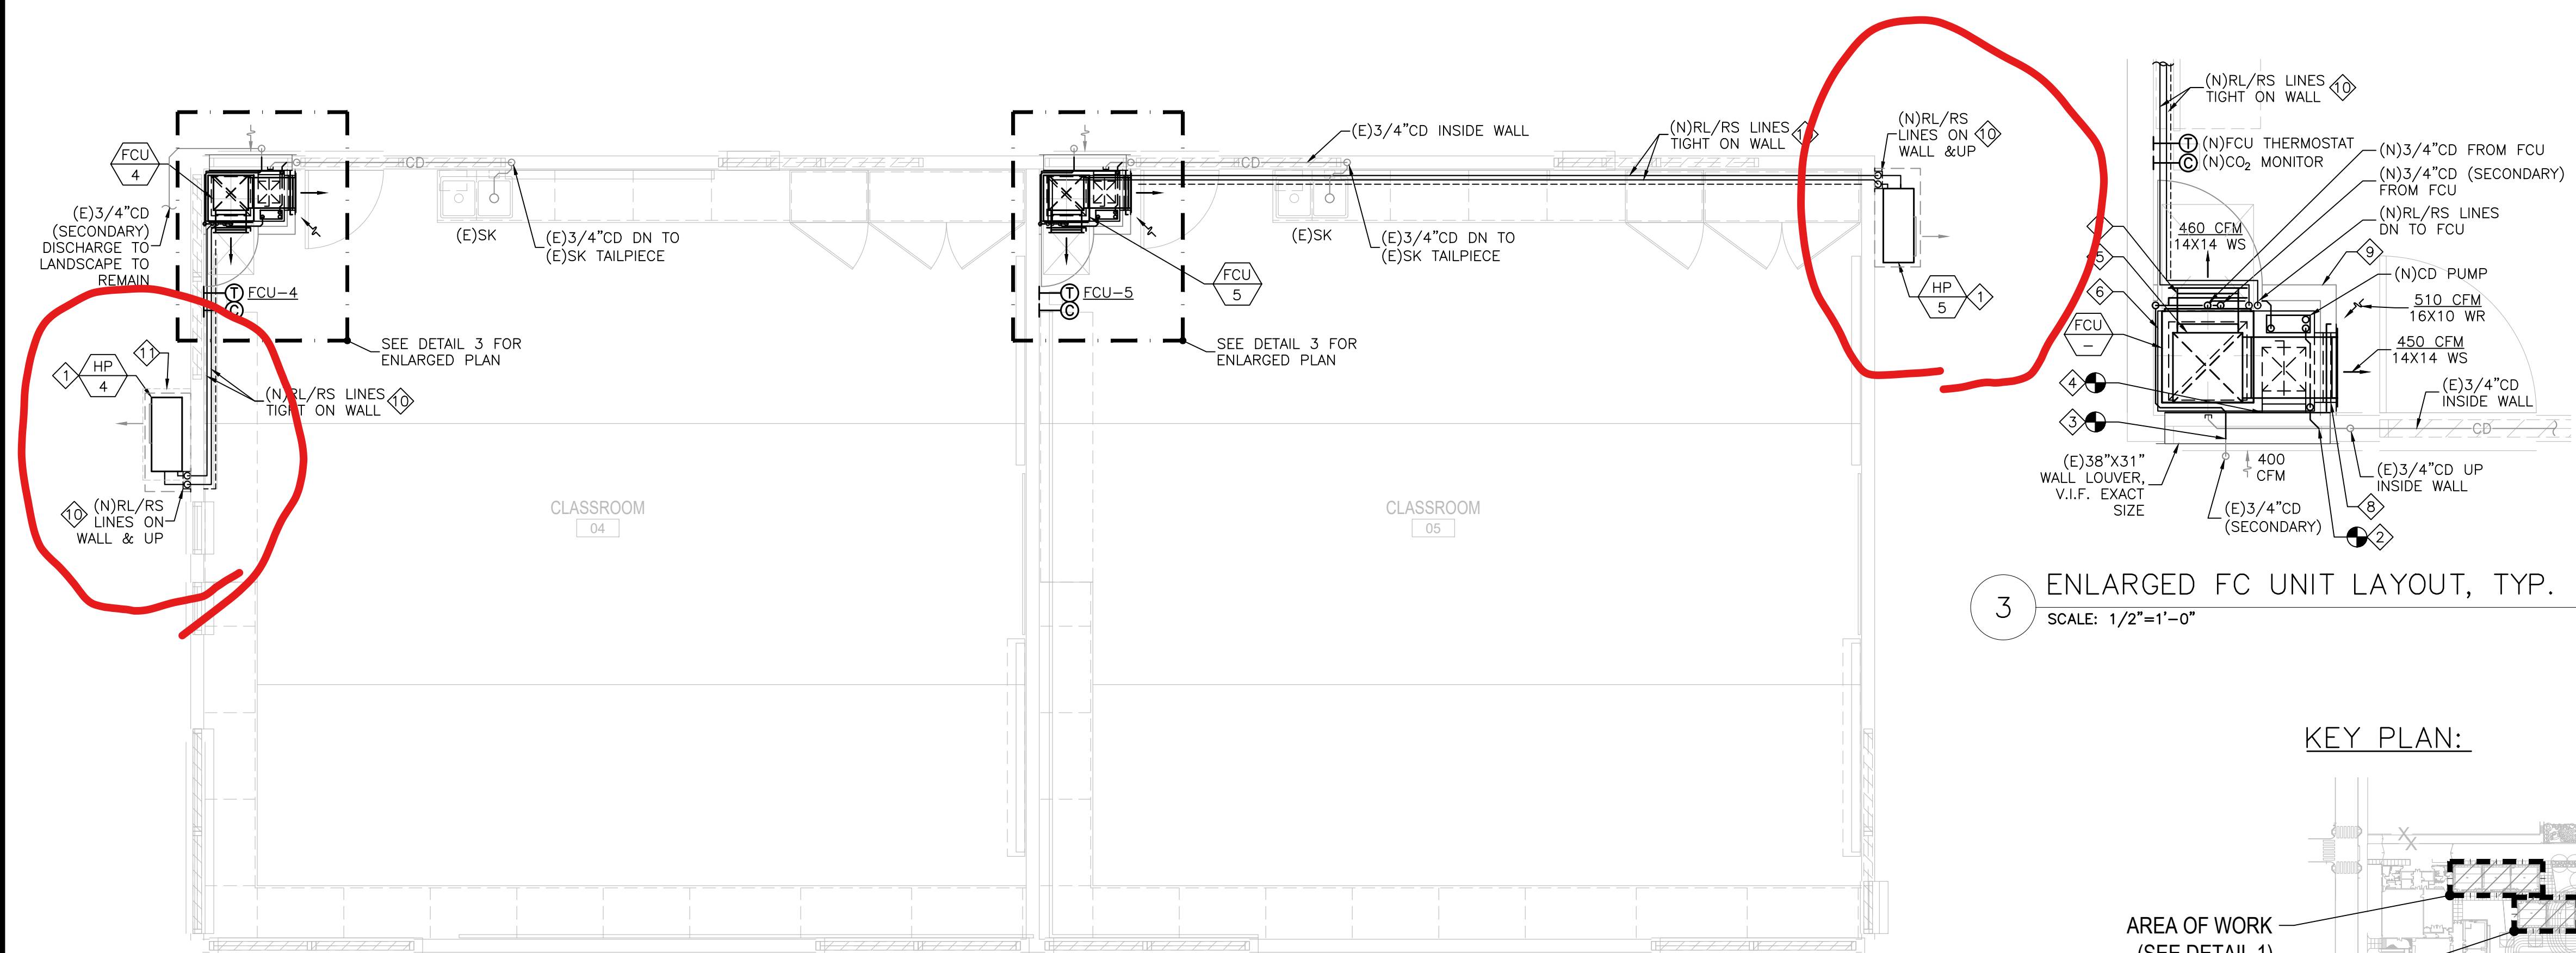 FCU
4
(E)3/4"CD
(SECONDARY)
DISCHARGE TO
LANDSCAPE TO
REMAIN
CD
(E)SK
(E)3/4"CD DN TO
(E)SK TAILPIECE
T
FCU-4
C
SEE DETAIL 3 FOR
ENLARGED PLAN
1
HP
4
11
(N)RL/RS LINES
TIGHT ON WALL
10
10
(N)RL/RS
LINES ON
WALL & UP
CLASSROOM
04
(E)3/4"CD INSIDE WALL
CD
(E)SK
(E)3/4"CD DN TO
(E)SK TAILPIECE
(N)RL/RS LINES
TIGHT ON WALL
(N)RL/RS
LINES ON
WALL &UP
10
T
FCU-5
C
FCU
5
SEE DETAIL 3 FOR
ENLARGED PLAN
HP
5
1
CLASSROOM
05
(N)RL/RS LINES
TIGHT ON WALL
10
T
(N)FCU THERMOSTAT
C
(N)CO₂ MONITOR
(N)3/4"CD FROM FCU
(N)3/4"CD (SECONDARY)
FROM FCU
(N)RL/RS LINES
DN TO FCU
460 CFM
14X14 WS
9
(N)CD PUMP
5
6
510 CFM
16X10 WR
FCU
–
450 CFM
14X14 WS
4
(E)3/4"CD
INSIDE WALL
3
CD
(E)38"X31"
WALL LOUVER,
V.I.F. EXACT
SIZE
400
CFM
(E)3/4"CD UP
INSIDE WALL
8
(E)3/4"CD
(SECONDARY)
2
3
ENLARGED FC UNIT LAYOUT, TYP.
SCALE: 1/2"=1'-0"
KEY PLAN:
AREA OF WORK
(SEE DETAIL 1)